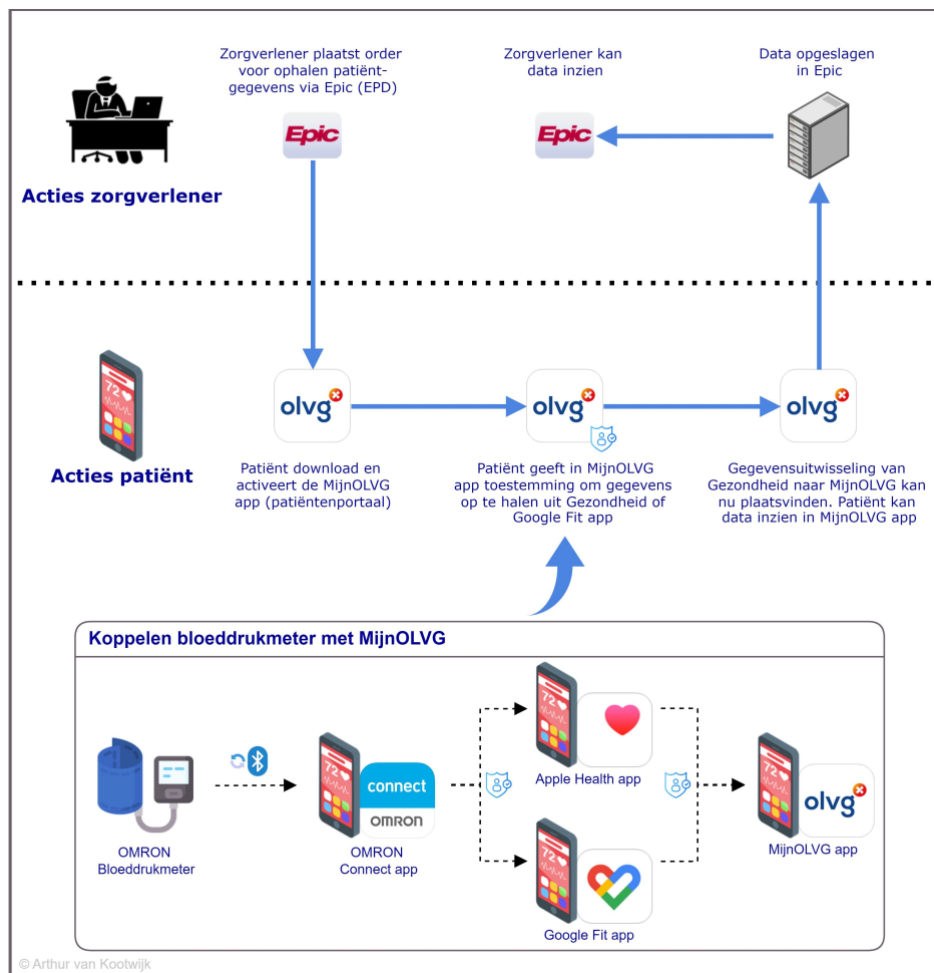 Zorgverlener plaatst order
voor ophalen patiënt-
gegevens via Epic (EPD)
Zorgverlener kan
data inzien
Data opgeslagen
in Epic
Epic
Epic
Acties zorgverlener
72
olvg
olvg
olvg
Acties patiënt
Patiënt download en
activeert de MijnOLVG
app (patiëntenportaal)
Patiënt geeft in MijnOLVG
app toestemming om gegevens
op te halen uit Gezondheid of
Google Fit app
Gegevensuitwisseling van
Gezondheid naar MijnOLVG kan
nu plaatsvinden. Patiënt kan
data inzien in MijnOLVG app
Koppelen bloeddrukmeter met MijnOLVG
72
Apple Health app
72
connect
OMRON
72
olvg
OMRON
Bloeddrukmeter
OMRON
Connect app
MijnOLVG app
72
Google Fit app
© Arthur van Kootwijk